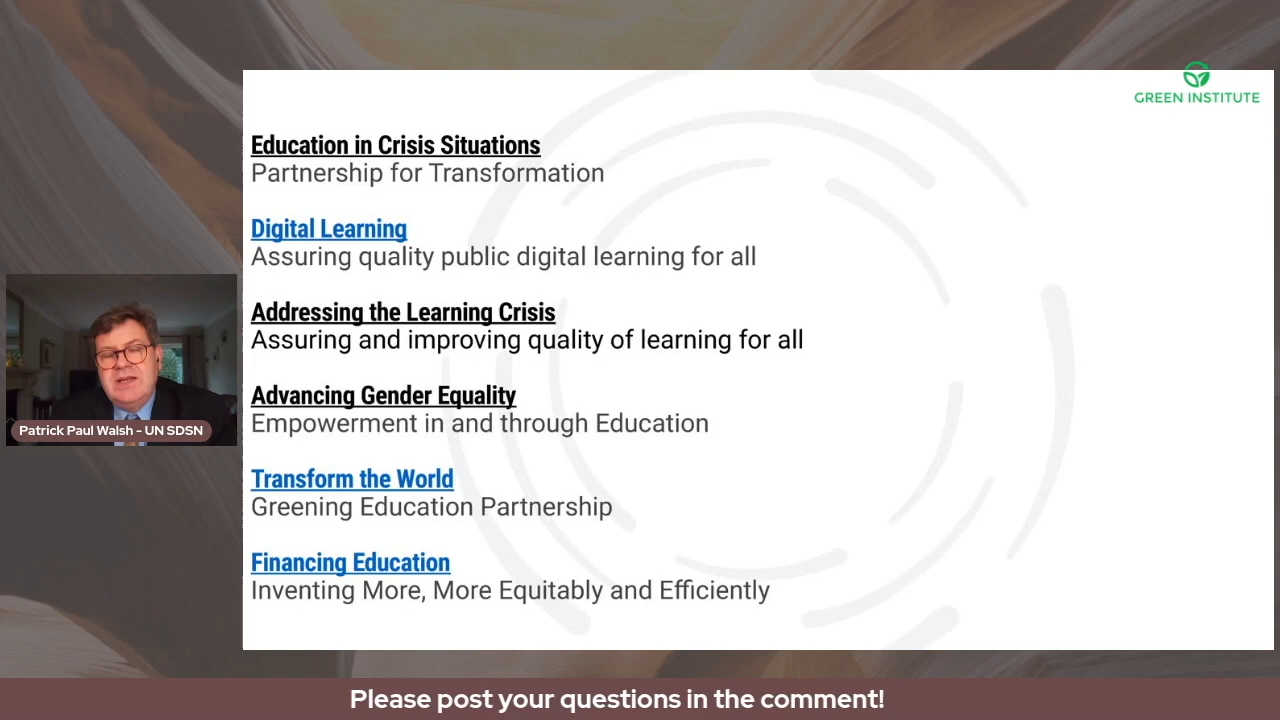 GREEN INSTITUTE
Education in Crisis Situations
Partnership for Transformation
Digital Learning
Assuring quality public digital learning for all
Addressing the Learning Crisis
Assuring and improving quality of learning for all
Advancing Gender Equality
Empowerment in and through Education
Transform the World
Greening Education Partnership
Financing Education
Inventing More, More Equitably and Efficiently
Patrick Paul Walsh - UN SDSN
Please post your questions in the comment!